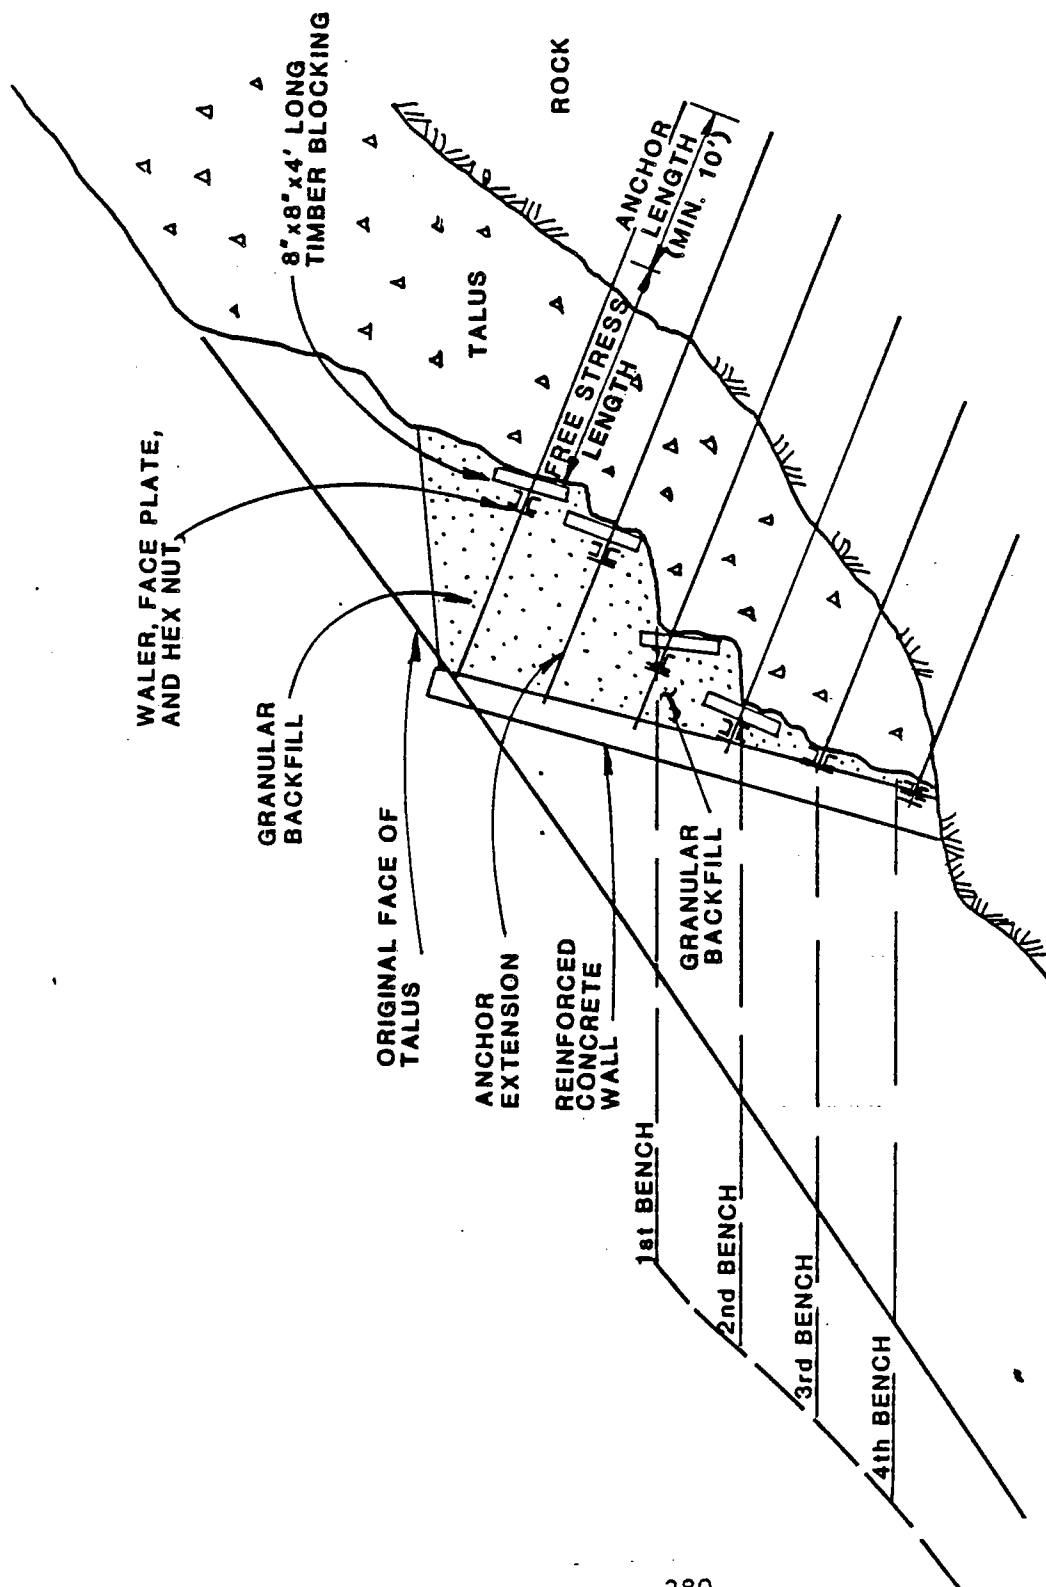 WALER, FACE PLATE,
AND HEX NUT
8"x8"x4' LONG
TIMBER BLOCKING
GRANULAR
BACKFILL
ROCK
ORIGINAL FACE OF
TALUS
TALUS
ANCHOR
EXTENSION
FREE STRESS
LENGTH
ANCHOR
LENGTH
(MIN. 10')
REINFORCED
CONCRETE
WALL
GRANULAR
BACKFILL
1st BENCH
2nd BENCH
3rd BENCH
4th BENCH